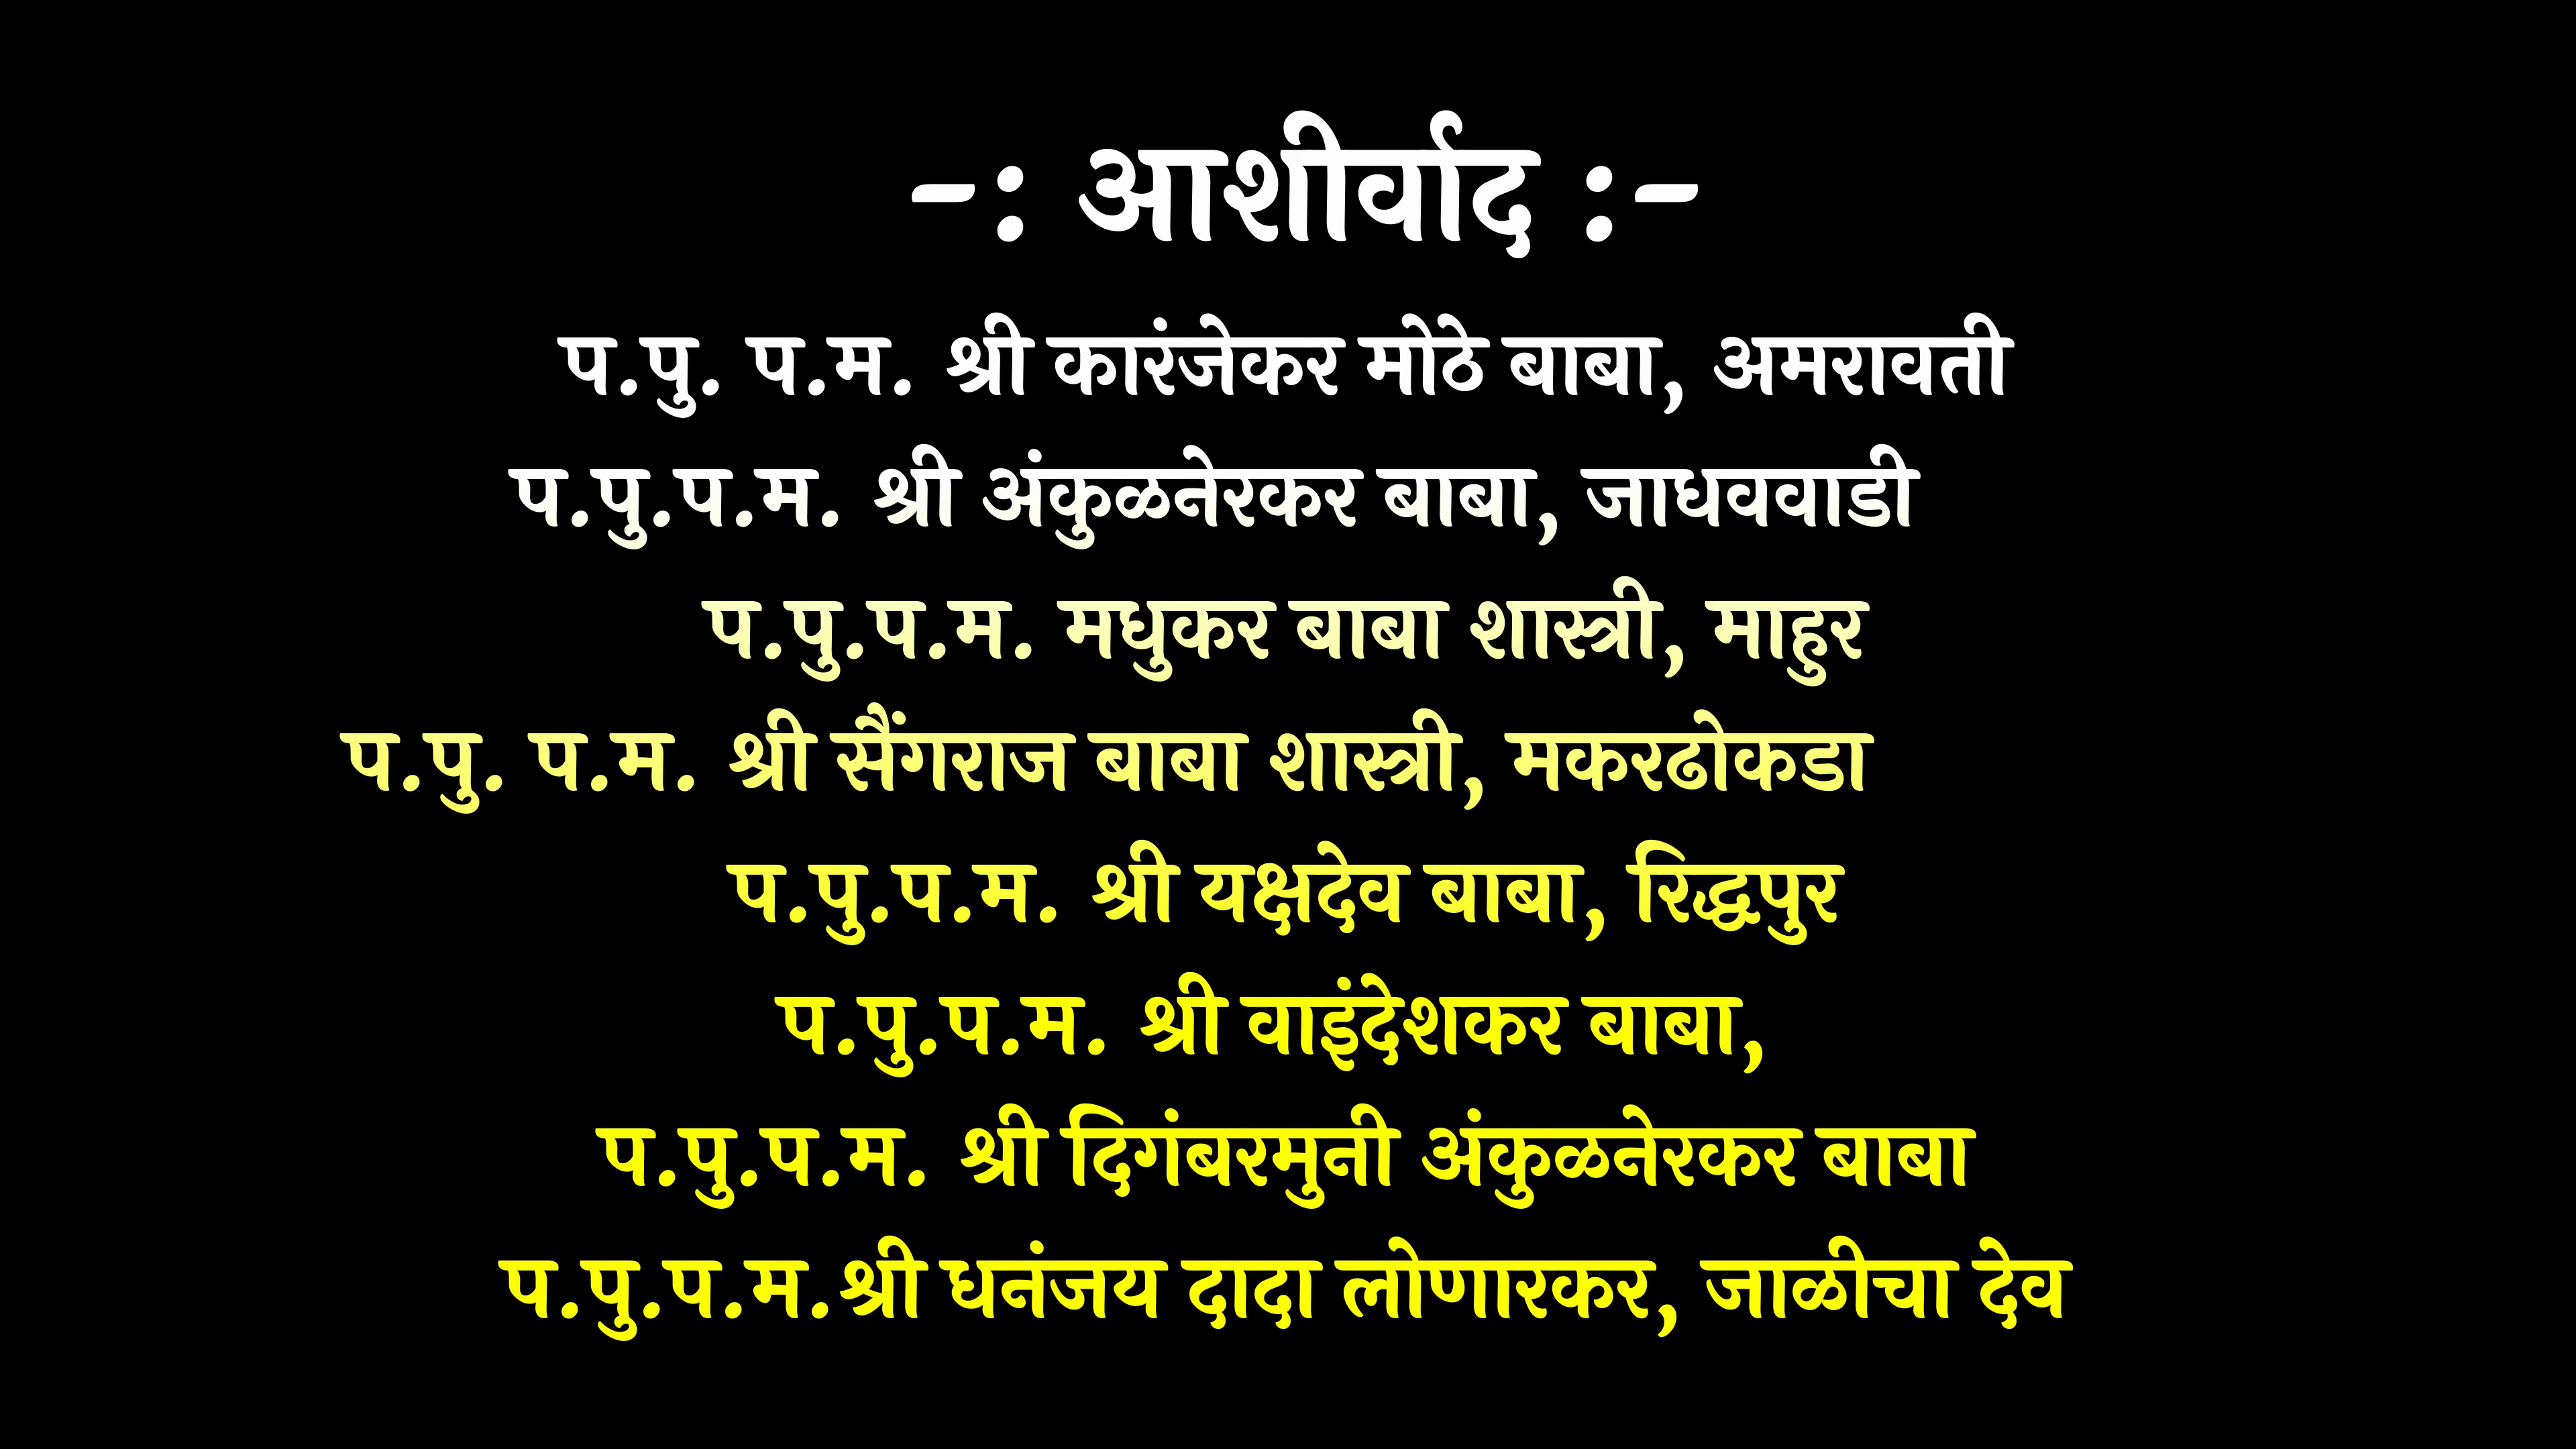 -: आशीर्वाद :-
प.पु. प.म. श्री कारंजेकर मोठे बाबा, अमरावती
प.पु.प.म. श्री अंकुळनेरकर बाबा, जाधववाडी
प.पु.प.म. मधुकर बाबा शास्त्री, माहुर
प.पु. प.म. श्री सैंगराज बाबा शास्त्री, मकरढोकडा
प.पु.प.म. श्री यक्षदेव बाबा, रिद्धपुर
प.पु.प.म. श्री वाइंदेशकर बाबा,
प.पु.प.म. श्री दिगंबरमुनी अंकुळनेरकर बाबा
प.पु.प.म.श्री धनंजय दादा लोणारकर, जाळीचा देव